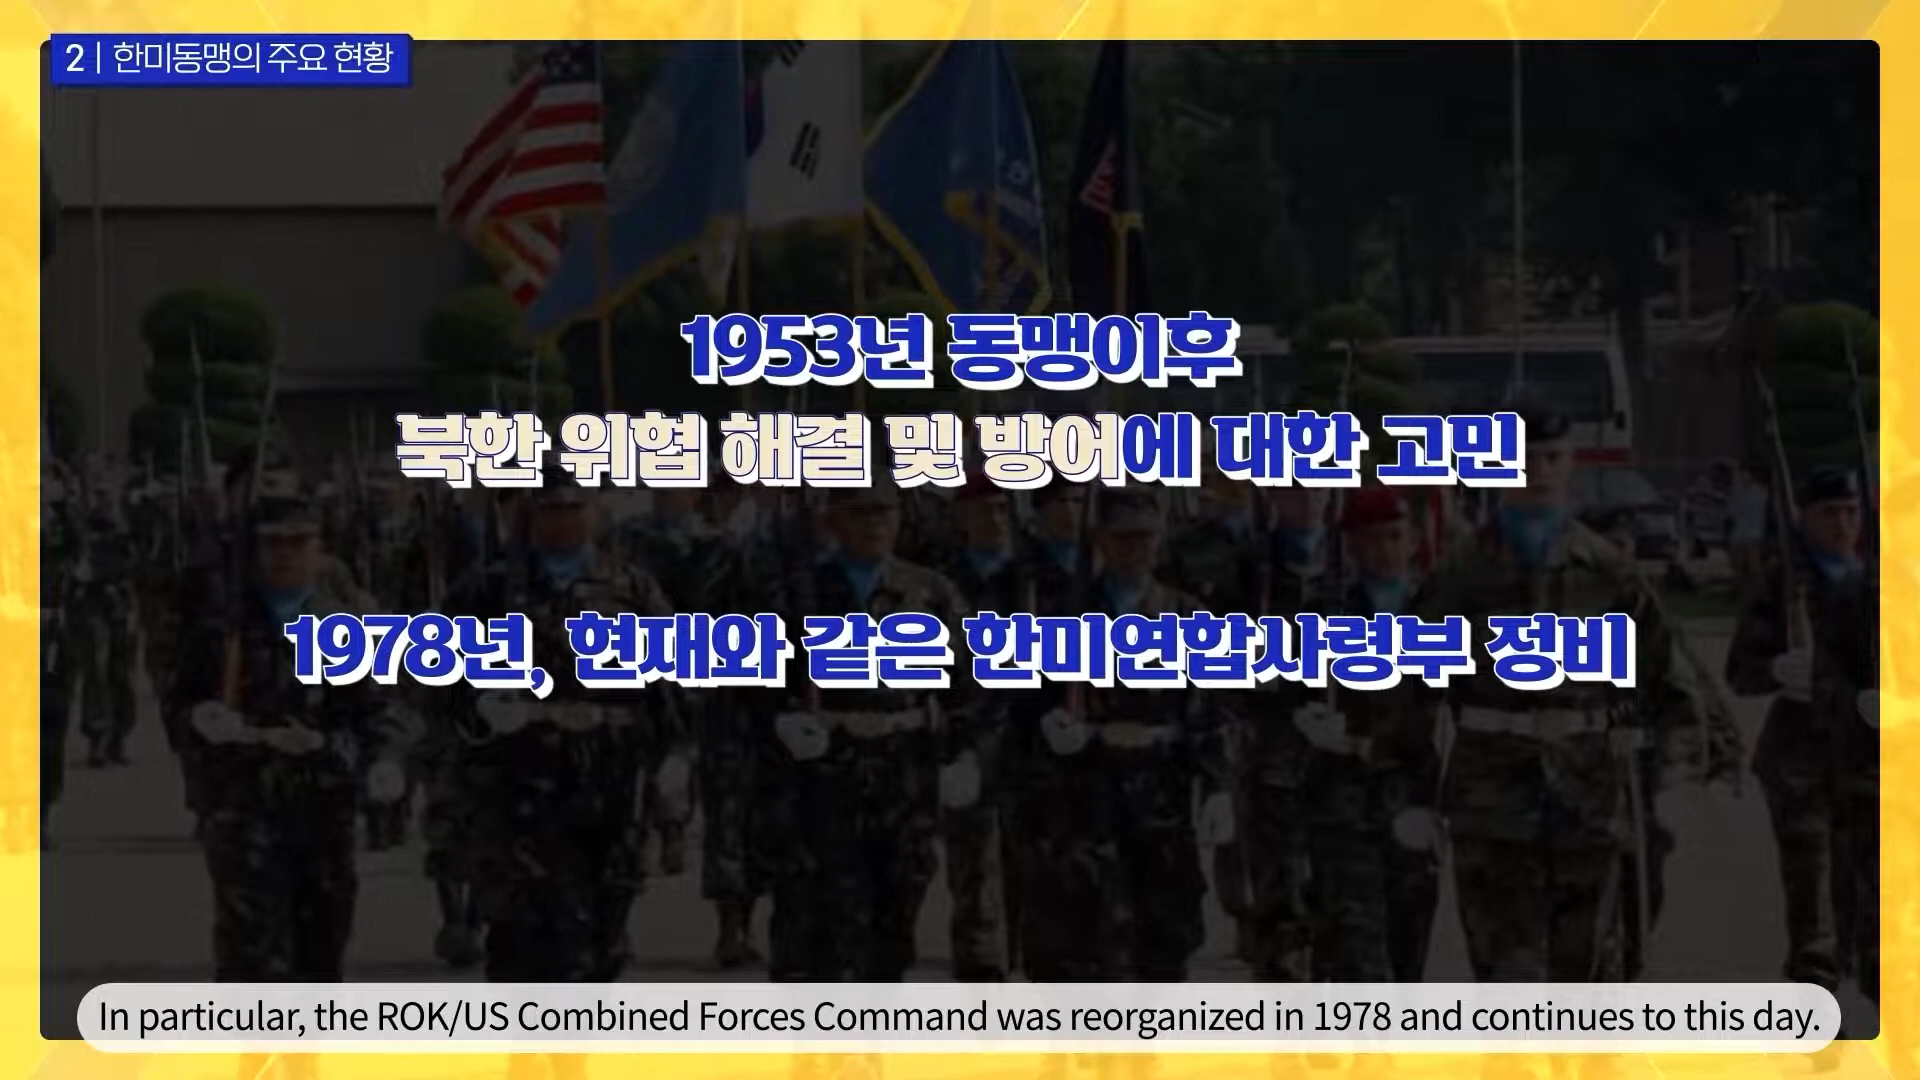 2 | 한미동맹의 주요 현황
1953년 동맹이후
북한 위협 해결 및 방어에 대한 고민
1978년, 현재와 같은 한미연합사령부 정비
In particular, the ROK/US Combined Forces Command was reorganized in 1978 and continues to this day.